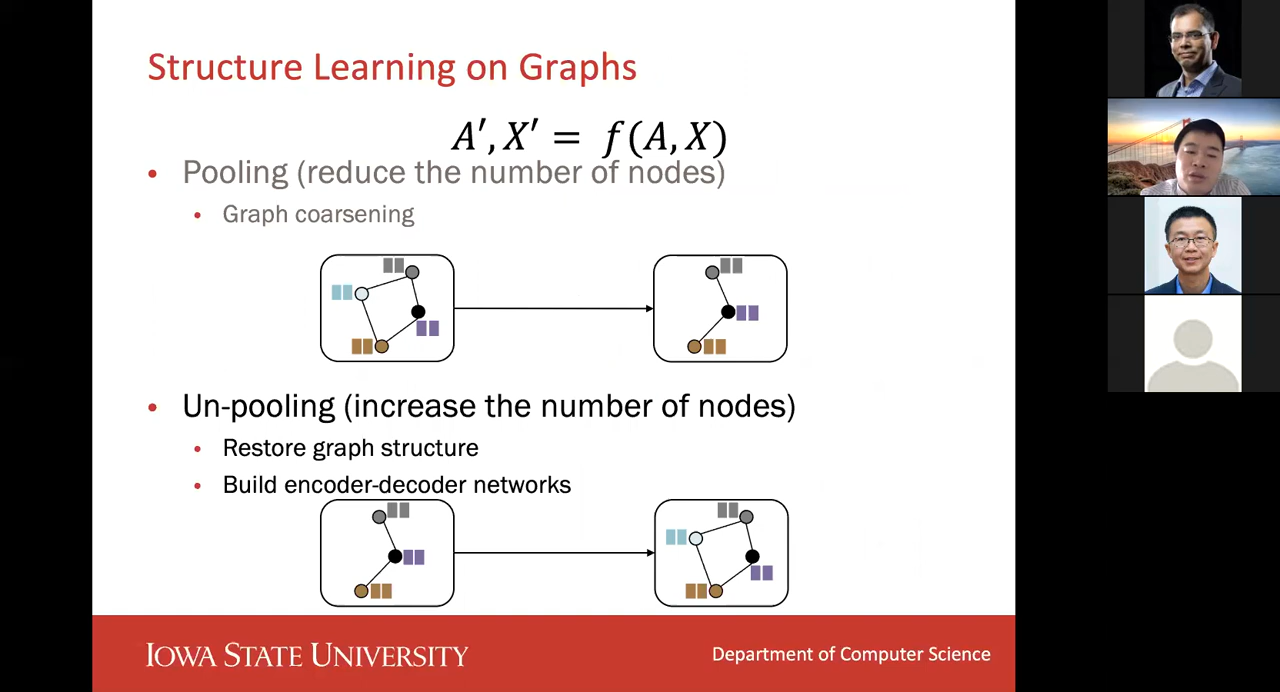 Structure Learning on Graphs
A′, X′ = f(A, X)
• Pooling (reduce the number of nodes)
• Graph coarsening
• Un-pooling (increase the number of nodes)
• Restore graph structure
• Build encoder-decoder networks
IOWA STATE UNIVERSITY
Department of Computer Science